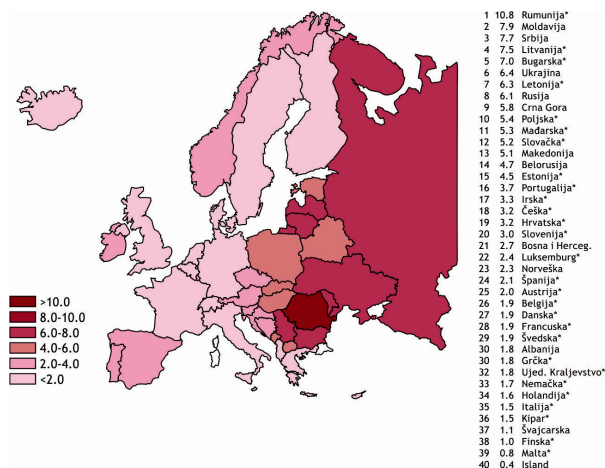 1 10.8 Rumunija*
2 7.9 Moldavija
3 7.7 Srbija
4 7.5 Litvanija*
5 7.0 Bugarska*
6 6.4 Ukrajina
7 6.3 Letonija*
8 6.1 Rusija
9 5.8 Crna Gora
10 5.4 Poljska*
11 5.3 Mađarska*
12 5.2 Slovačka*
13 5.1 Makedonija
14 4.7 Belorusija
15 4.5 Estonija*
16 3.7 Portugalija*
17 3.3 Irska*
18 3.2 Češka*
19 3.2 Hrvatska*
20 3.0 Slovenija*
21 2.7 Bosna i Herceg.
22 2.4 Luksemburg*
23 2.3 Norveška
24 2.1 Španija*
25 2.0 Austrija*
26 1.9 Belgija*
27 1.9 Danska*
28 1.9 Francuska*
29 1.9 Švedska*
30 1.8 Albanija
30 1.8 Grčka*
32 1.8 Ujed. Kraljevstvo*
33 1.7 Nemačka*
34 1.6 Holandija*
35 1.5 Italija*
36 1.5 Kipar*
37 1.1 Švajcarska
38 1.0 Finska*
39 0.8 Malta*
40 0.4 Island
>10.0
8.0-10.0
6.0-8.0
4.0-6.0
2.0-4.0
<2.0